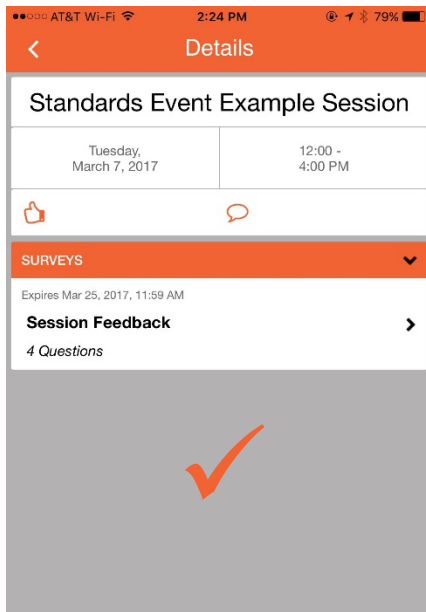 AT&T Wi-Fi 2:24 PM 79%
Details
Standards Event Example Session
Tuesday,
March 7, 2017
12:00 -
4:00 PM
SURVEYS
Expires Mar 25, 2017, 11:59 AM
Session Feedback
4 Questions